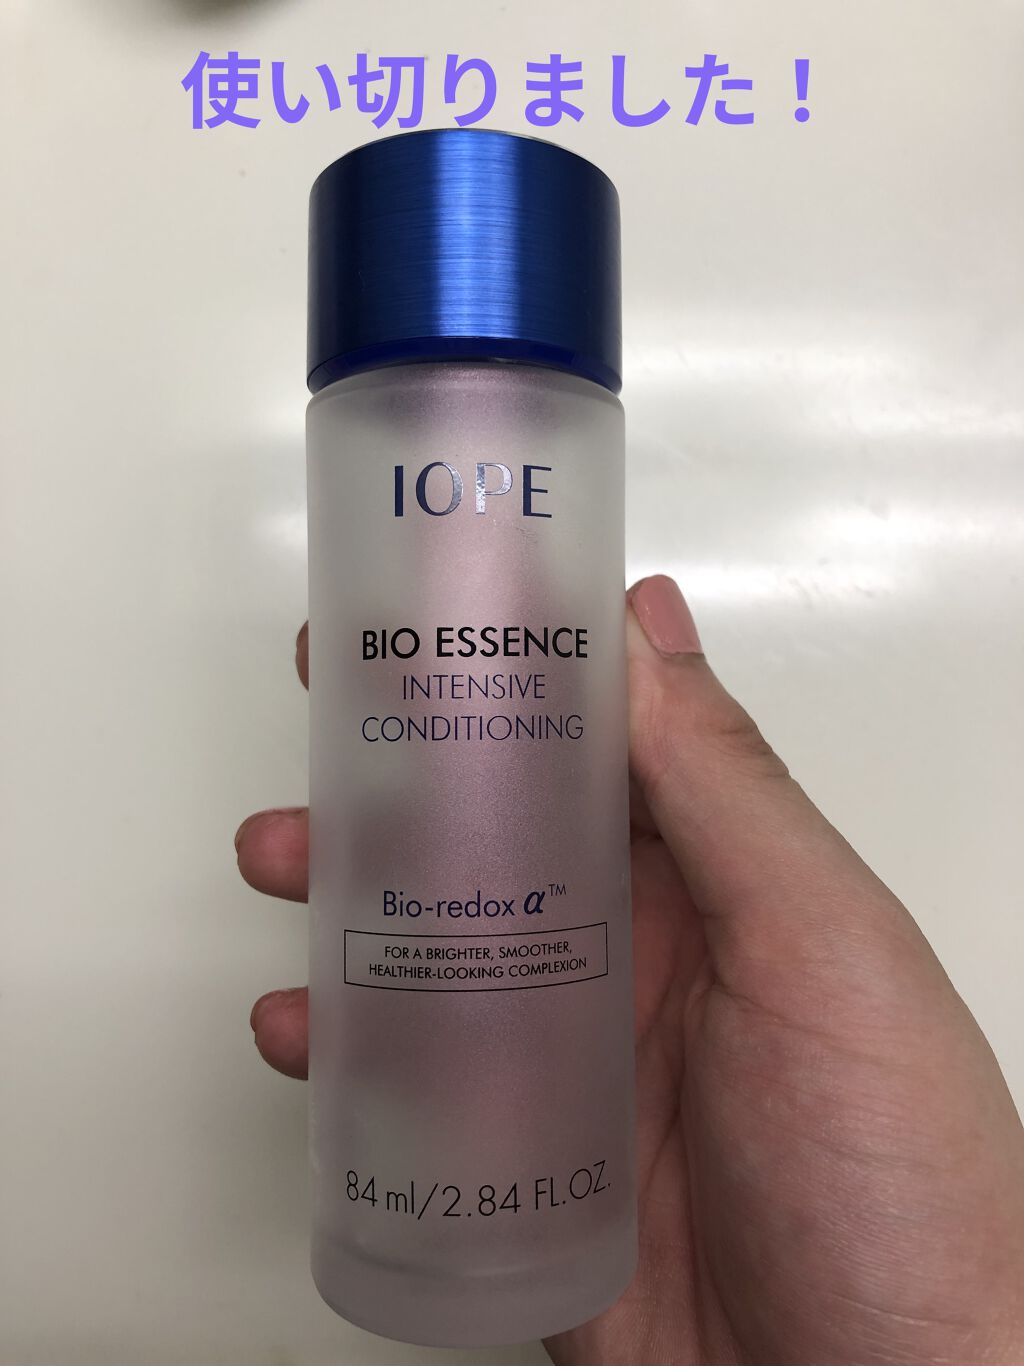 使い切りました！
IOPE
BIO ESSENCE
INTENSIVE
CONDITIONING
Bio-redox α™
FOR A BRIGHTER, SMOOTHER,
HEALTHIER-LOOKING COMPLEXION
84 ml/2.84 FL.OZ.